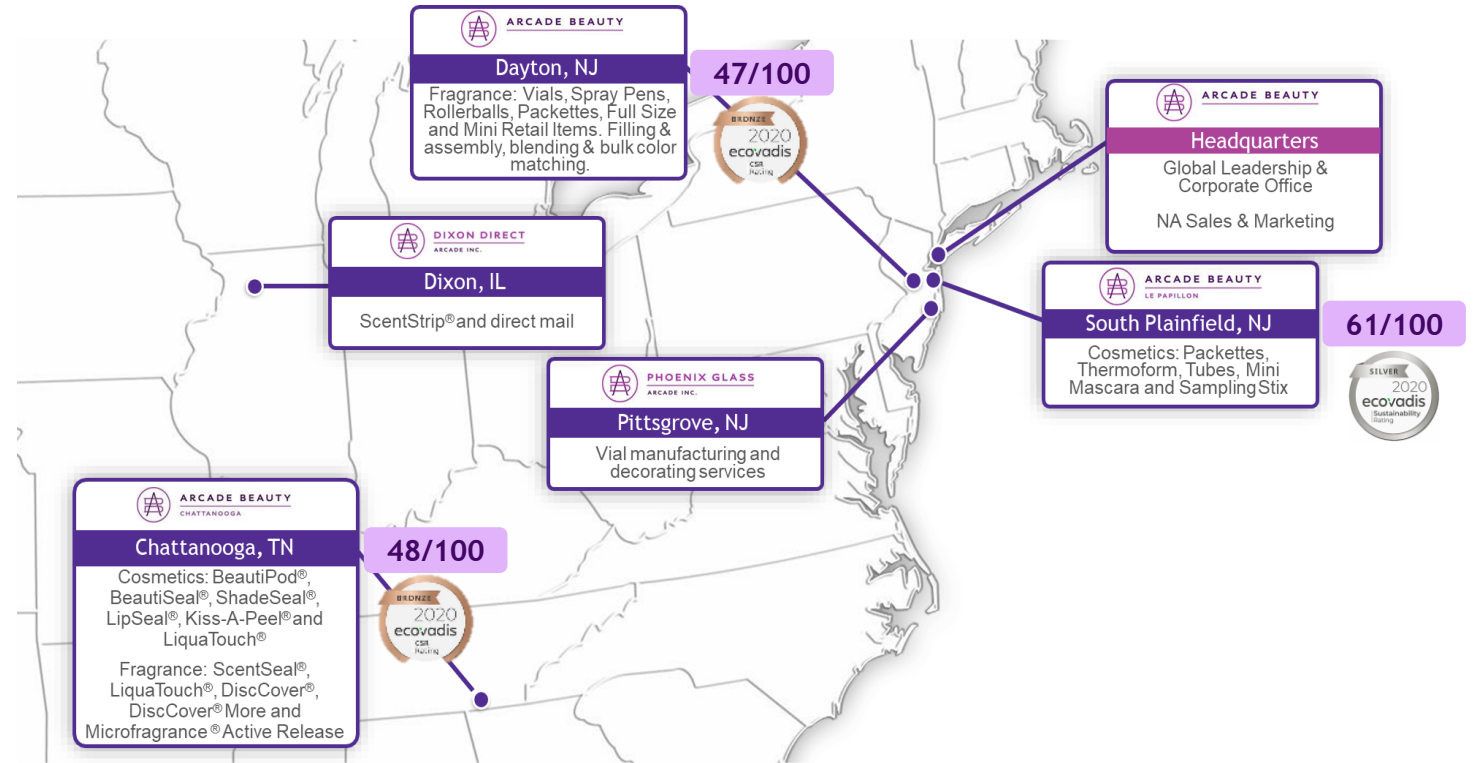 ARCADE BEAUTY
Dayton, NJ
Fragrance: Vials, Spray Pens,
Rollerballs, Packettes, Full Size
and Mini Retail Items. Filling &
assembly, blending & bulk color
matching.
47/100
BRONZE
2020
ecovadis
CSR
Rating
ARCADE BEAUTY
Headquarters
Global Leadership &
Corporate Office
NA Sales & Marketing
DIXON DIRECT
ARCADE INC.
Dixon, IL
ScentStrip® and direct mail
ARCADE BEAUTY
LE PAPILLON
South Plainfield, NJ
Cosmetics: Packettes,
Thermoform, Tubes, Mini
Mascara and Sampling Stix
61/100
SILVER
2020
ecovadis
Sustainability
Rating
PHOENIX GLASS
ARCADE INC.
Pittsgrove, NJ
Vial manufacturing and
decorating services
ARCADE BEAUTY
CHATTANOOGA
Chattanooga, TN
Cosmetics: BeautiPod®,
BeautiSeal®, ShadeSeal®,
LipSeal®, Kiss-A-Peel® and
LiquaTouch®
Fragrance: ScentSeal®,
LiquaTouch®, DiscCover®,
DiscCover® More and
Microfragrance ® Active Release
48/100
BRONZE
2020
ecovadis
CSR
Rating